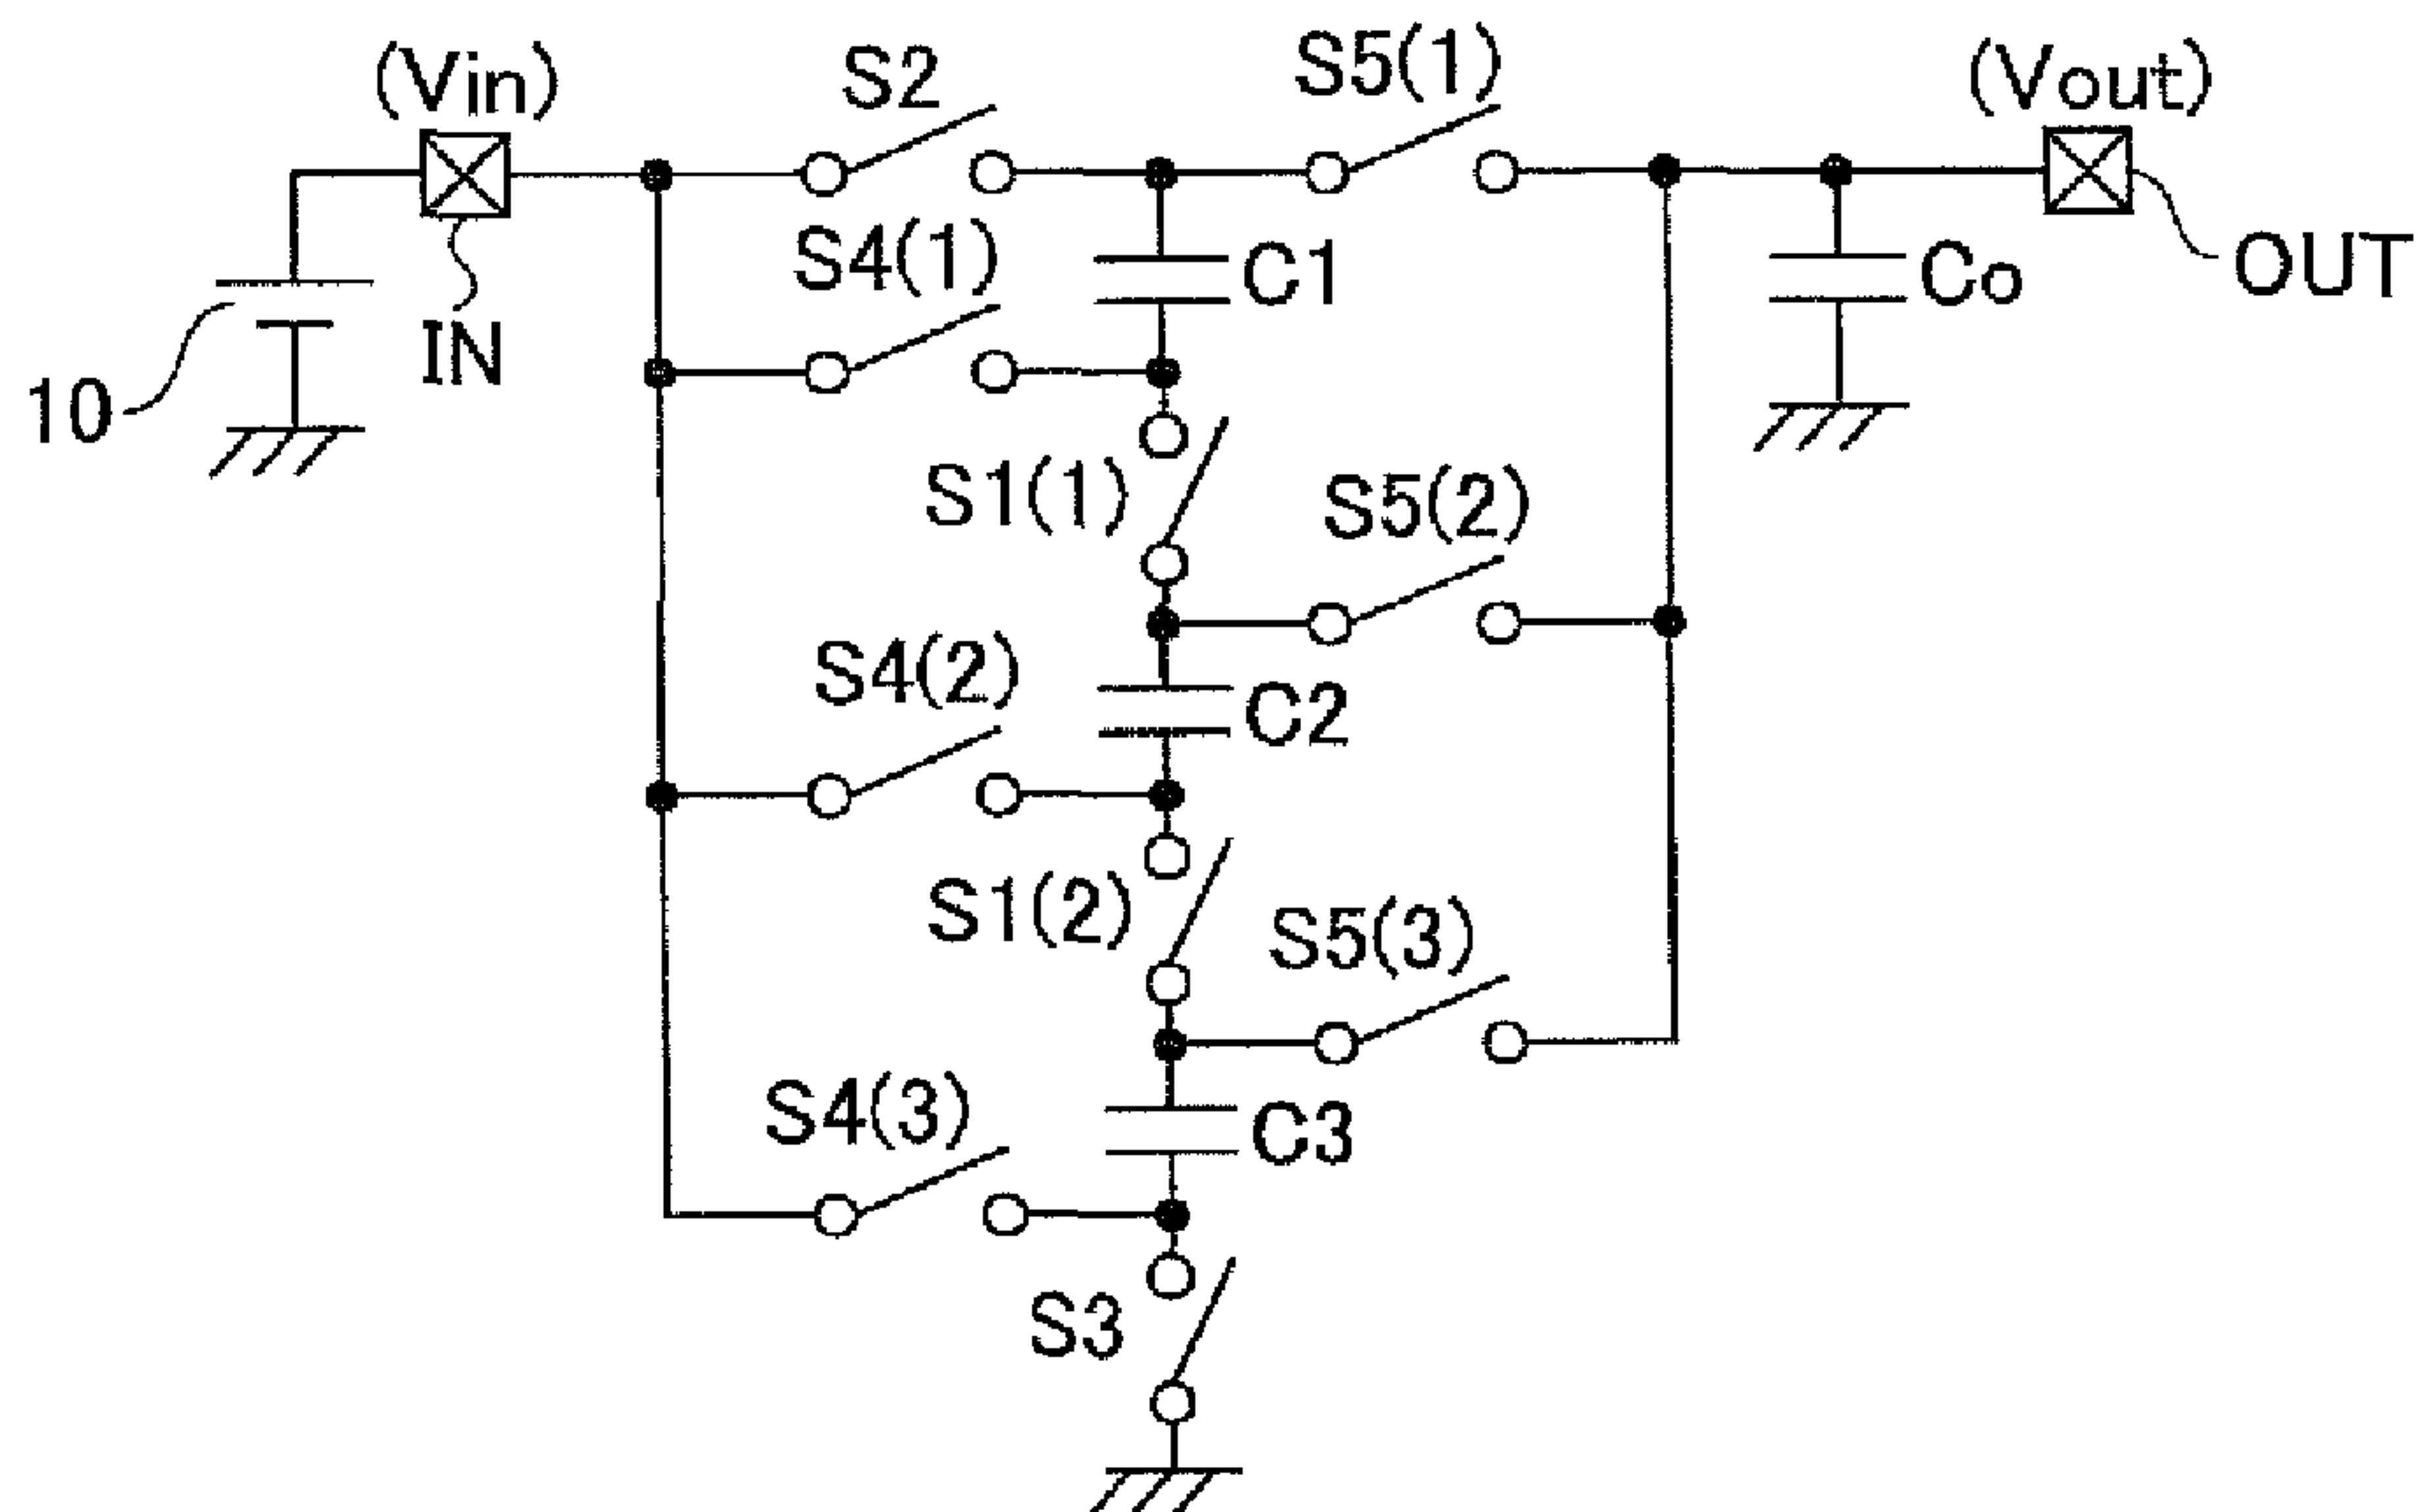 (Vin)
S2
S5(1)
(Vout)
S4(1)
C1
Co
OUT
IN
10
S1(1)
S5(2)
S4(2)
C2
S1(2)
S5(3)
S4(3)
C3
S3